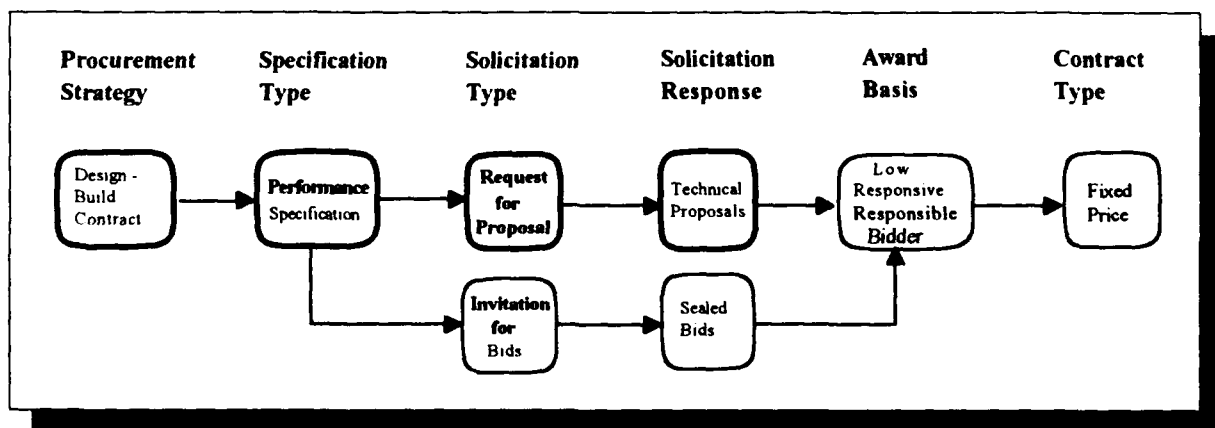 Procurement
Strategy
Specification
Type
Solicitation
Type
Solicitation
Response
Award
Basis
Contract
Type
Design -
Build
Contract
Performance
Specification
Request
for
Proposal
Technical
Proposals
Low
Responsive
Responsible
Bidder
Fixed
Price
Invitation
for
Bids
Sealed
Bids